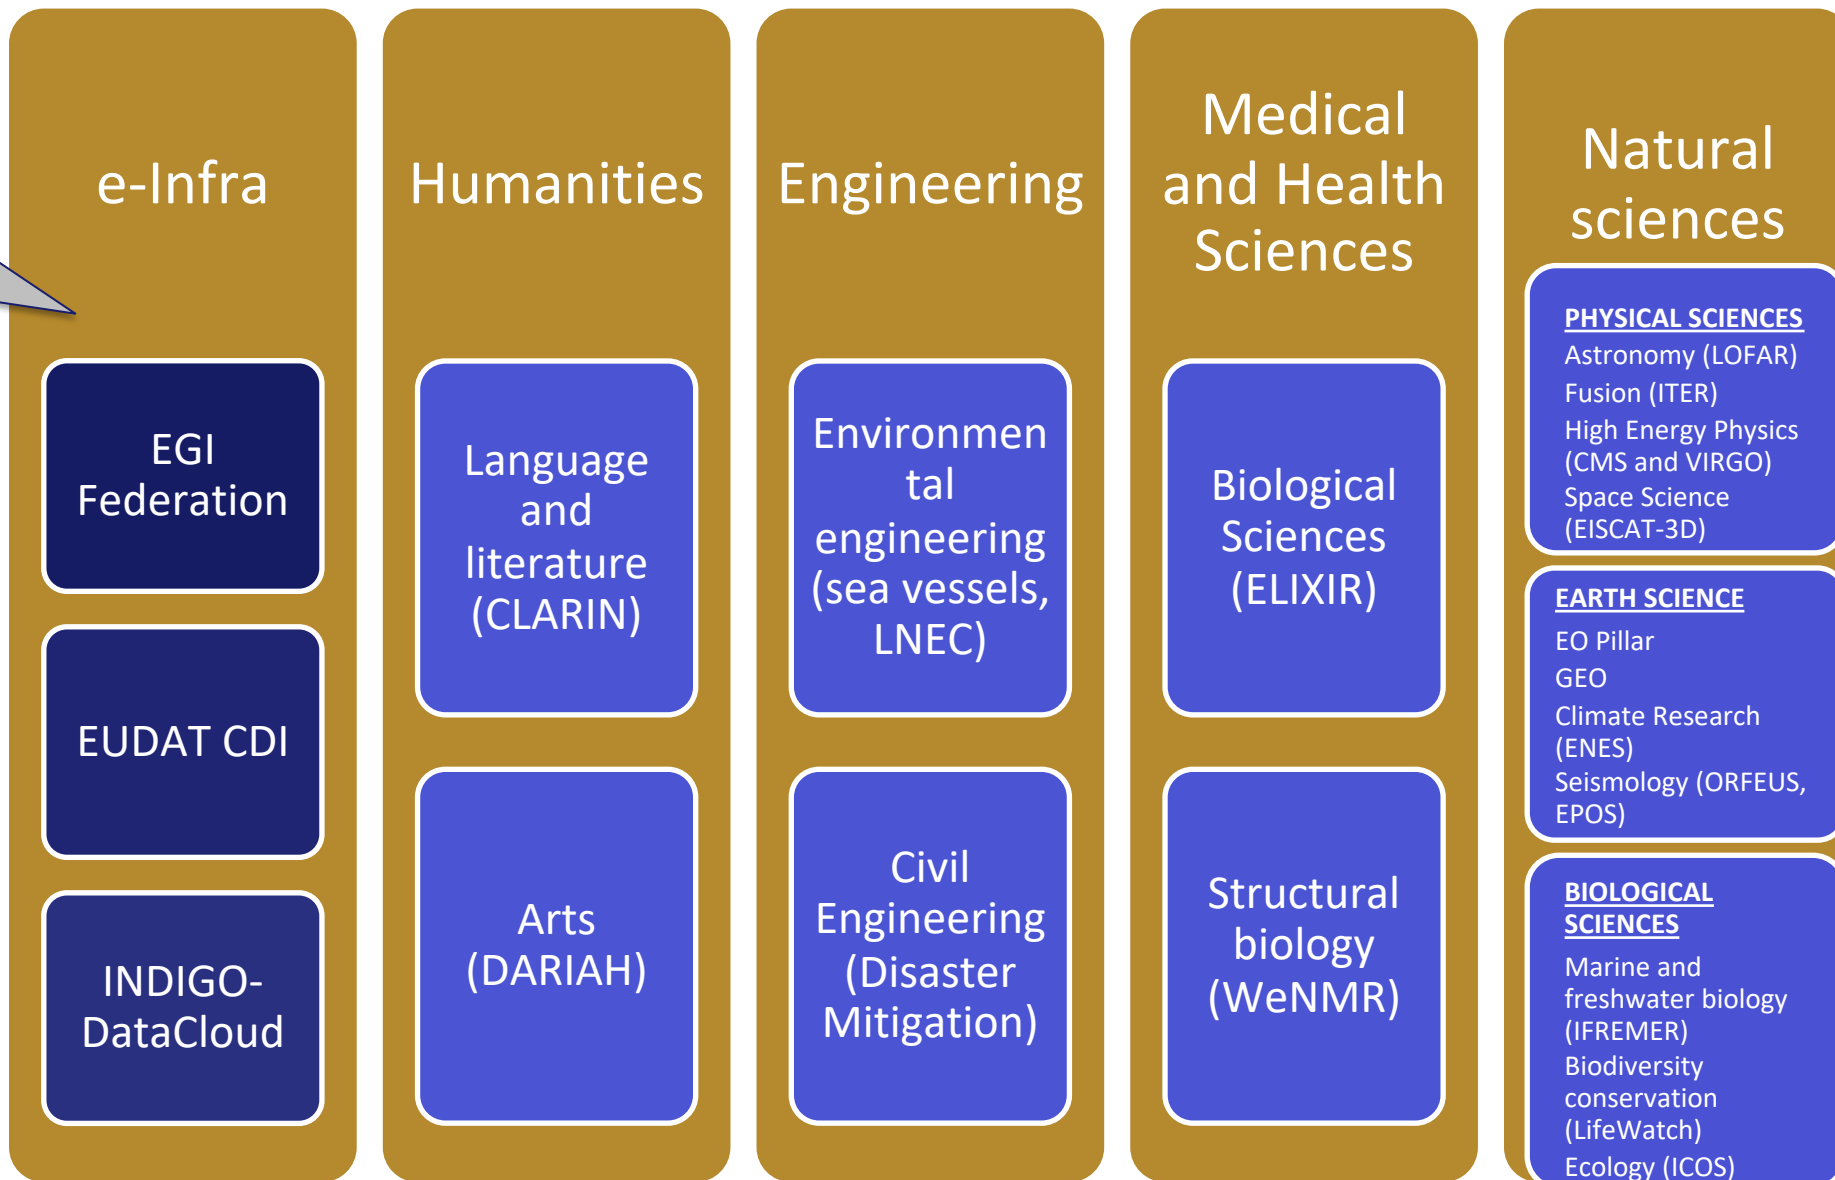 e-Infra
EGI
Federation
EUDAT CDI
INDIGO-
DataCloud
Humanities
Language
and
literature
(CLARIN)
Arts
(DARIAH)
Engineering
Environmen
tal
engineering
(sea vessels,
LNEC)
Civil
Engineering
(Disaster
Mitigation)
Medical
and Health
Sciences
Biological
Sciences
(ELIXIR)
Structural
biology
(WeNMR)
Natural
sciences
PHYSICAL SCIENCES
Astronomy (LOFAR)
Fusion (ITER)
High Energy Physics
(CMS and VIRGO)
Space Science
(EISCAT-3D)
EARTH SCIENCE
EO Pillar
GEO
Climate Research
(ENES)
Seismology (ORFEUS,
EPOS)
BIOLOGICAL
SCIENCES
Marine and
freshwater biology
(IFREMER)
Biodiversity
conservation
(LifeWatch)
Ecology (ICOS)